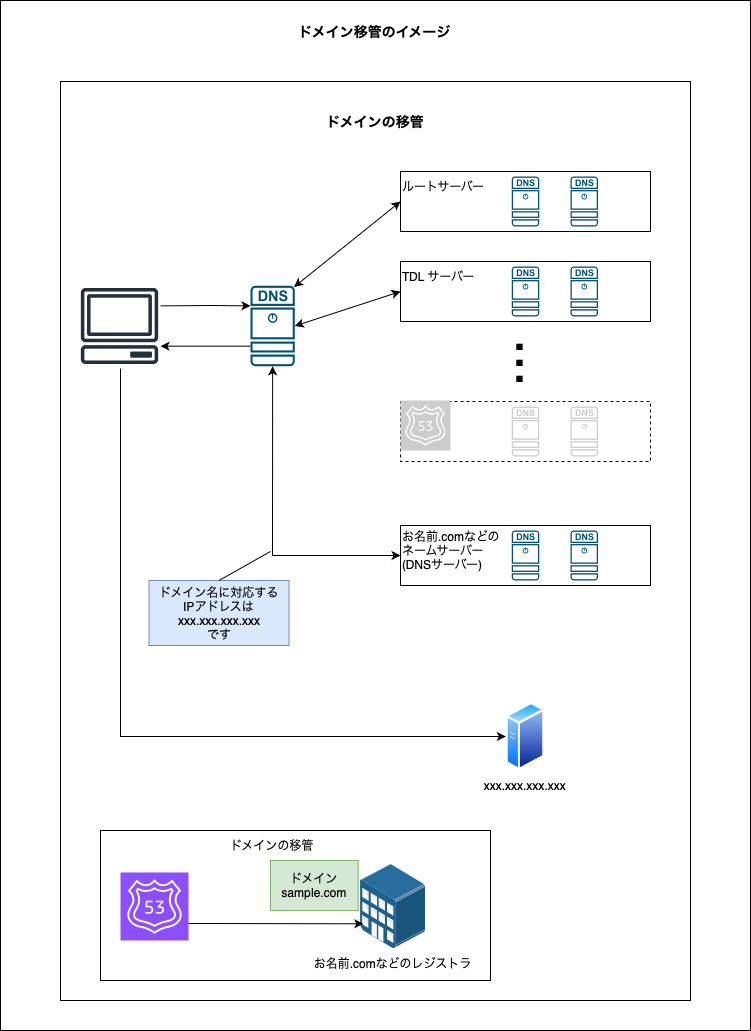 ドメイン移管のイメージ
ドメインの移管
ルートサーバー
DNS DNS
TDL サーバー
DNS DNS
DNS
53
DNS DNS
お名前.comなどの
ネームサーバー
(DNSサーバー)
DNS DNS
ドメイン名に対応する
IPアドレスは
xxx.xxx.xxx.xxx
です
xxx.xxx.xxx.xxx
ドメインの移管
53
ドメイン
sample.com
お名前.comなどのレジストラ